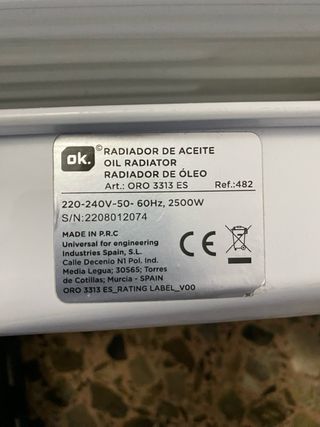 ok.
© RADIADOR DE ACEITE
OIL RADIATOR
RADIADOR DE ÓLEO
Art.: ORO 3313 ES Ref.:482
220-240V~50- 60Hz, 2500W
S/N:2208012074
MADE IN P.R.C
Universal for engineering
Industries Spain, S.L
Calle Decenio N1 Pol. Ind.
Media Legua; 30565; Torres
de Cotillas; Murcia - SPAIN
ORO 3313 ES_RATING LABEL_V00
CE